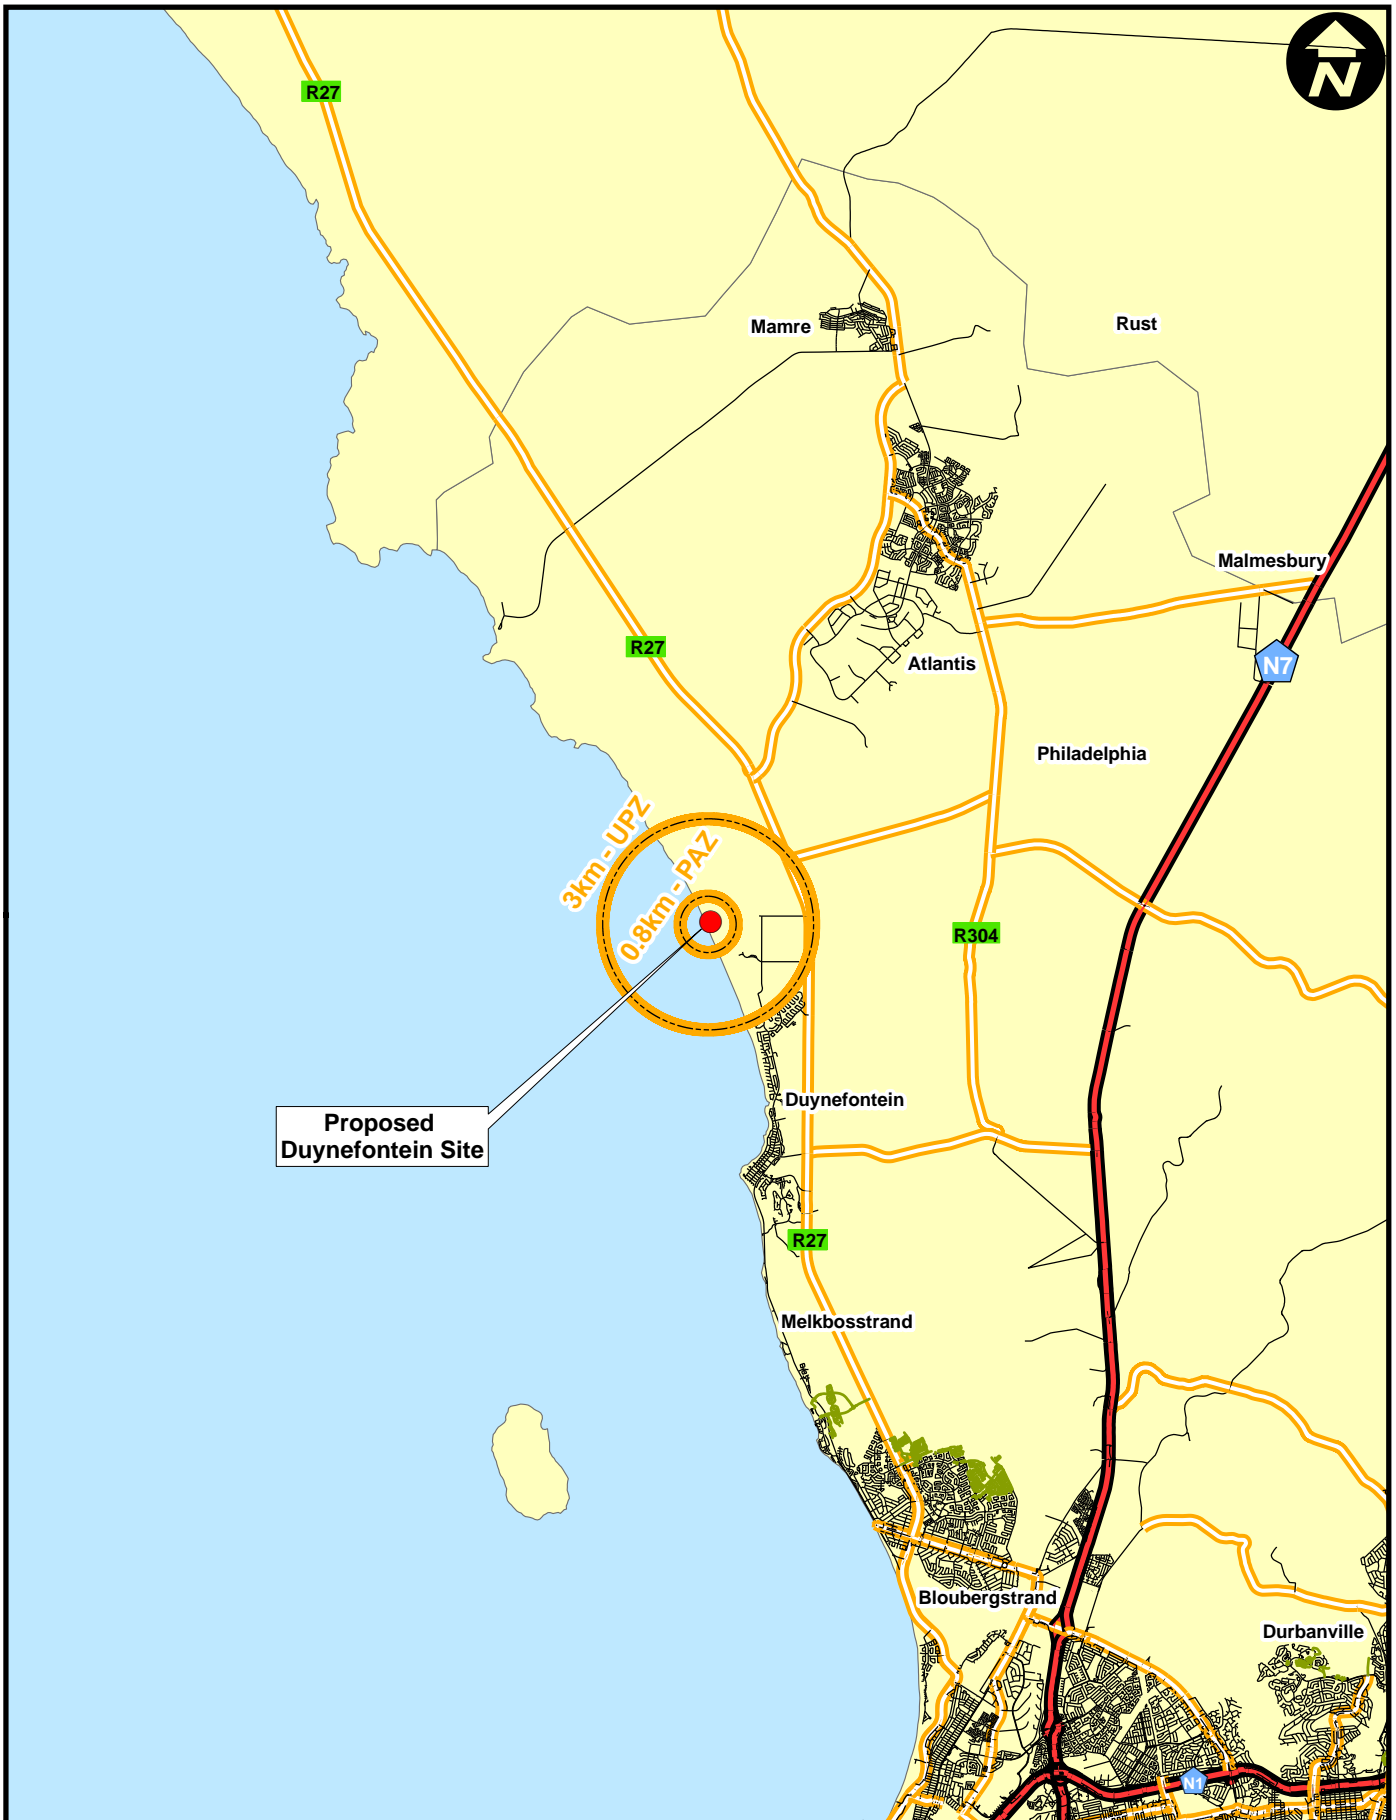 N
R27
Mamre
Rust
Malmesbury
R27
Atlantis
N7
Philadelphia
3km - UPZ
0.8km - PAZ
R304
Duynefontein
Proposed
Duynefontein Site
R27
Melkbosstrand
Bloubergstrand
Durbanville
N1